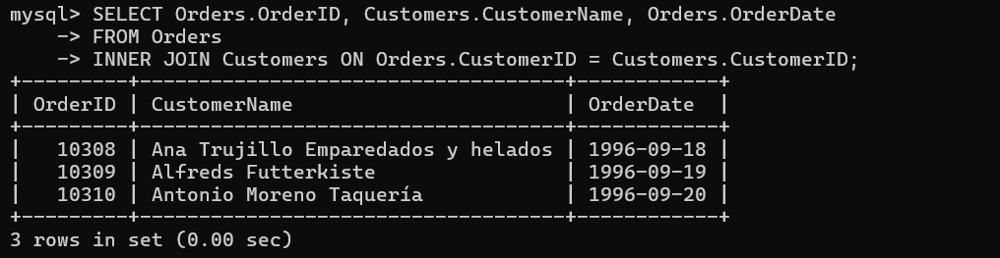 mysql> SELECT Orders.OrderID, Customers.CustomerName, Orders.OrderDate
    -> FROM Orders
    -> INNER JOIN Customers ON Orders.CustomerID = Customers.CustomerID;
+---------+------------------------------------+------------+
| OrderID | CustomerName                       | OrderDate  |
+---------+------------------------------------+------------+
|   10308 | Ana Trujillo Emparedados y helados | 1996-09-18 |
|   10309 | Alfreds Futterkiste                | 1996-09-19 |
|   10310 | Antonio Moreno Taquería            | 1996-09-20 |
+---------+------------------------------------+------------+
3 rows in set (0.00 sec)